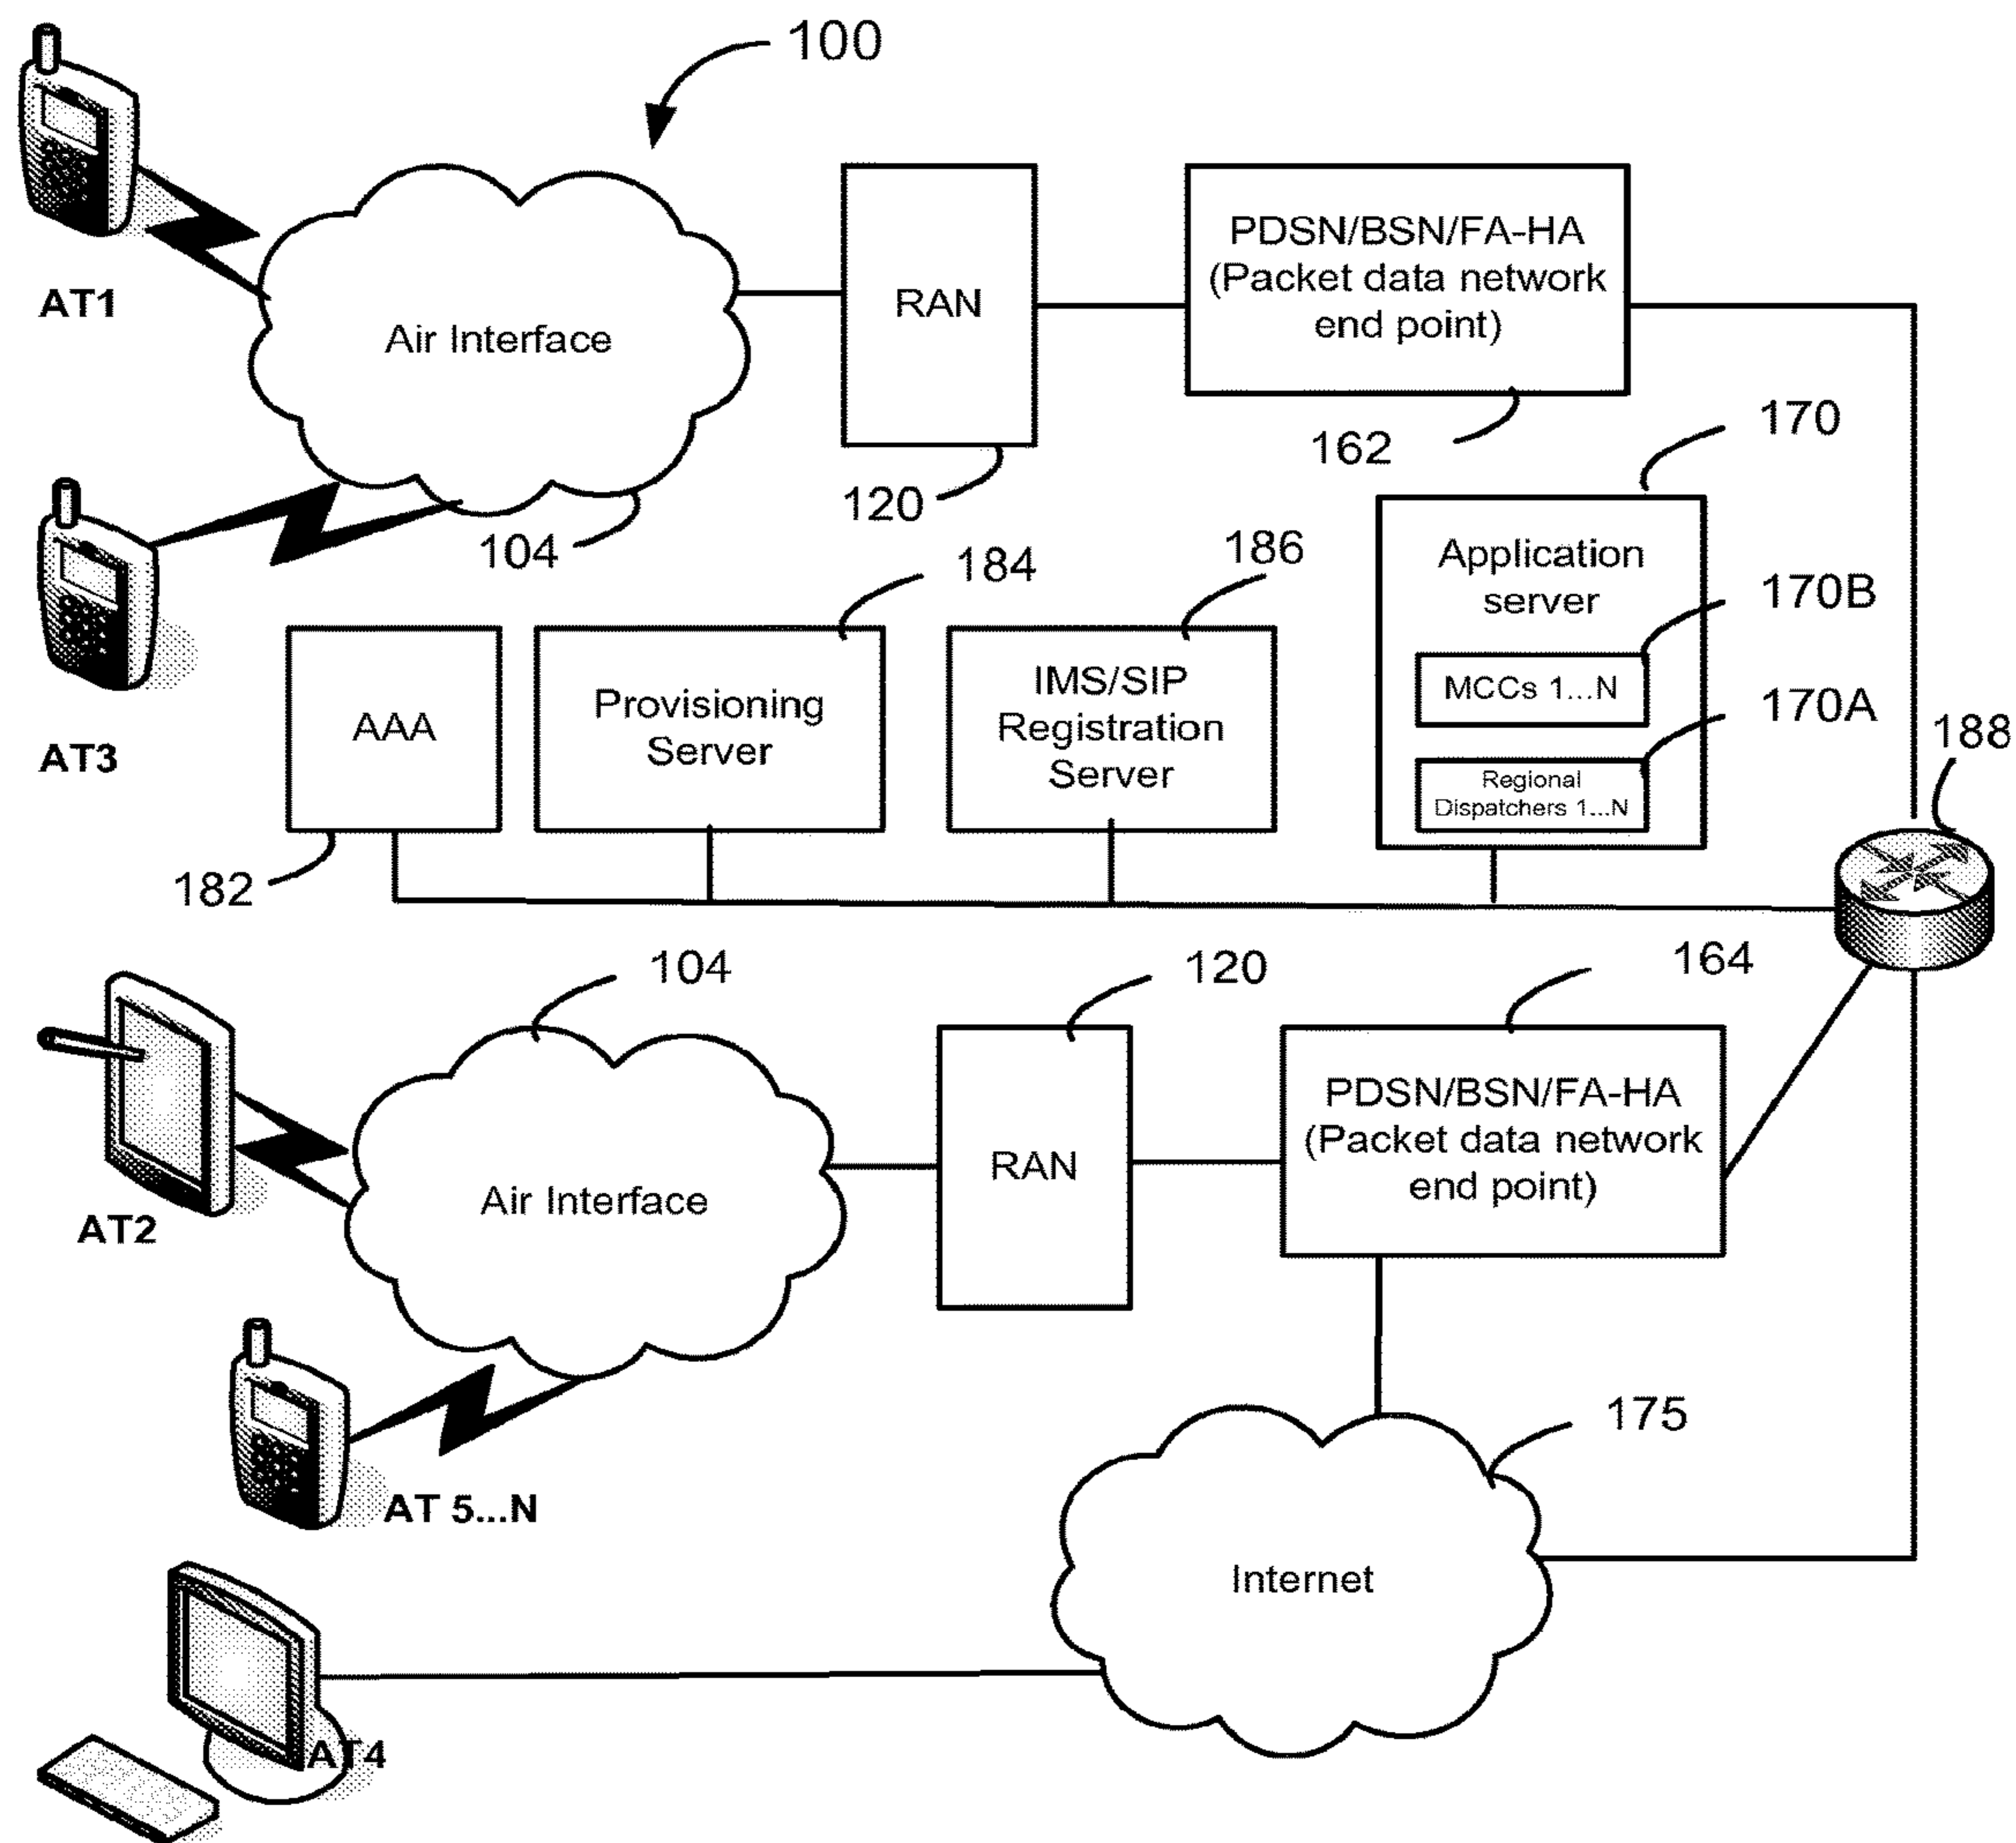 100
AT1
Air Interface
RAN
PDSN/BSN/FA-HA
(Packet data network
end point)
162
170
120
104
AT3
184
186
Application
server
170B
MCCs 1...N
170A
Regional
Dispatchers 1...N
188
AAA
Provisioning
Server
IMS/SIP
Registration
Server
182
104
120
164
AT2
Air Interface
RAN
PDSN/BSN/FA-HA
(Packet data network
end point)
175
AT 5...N
Internet
AT4